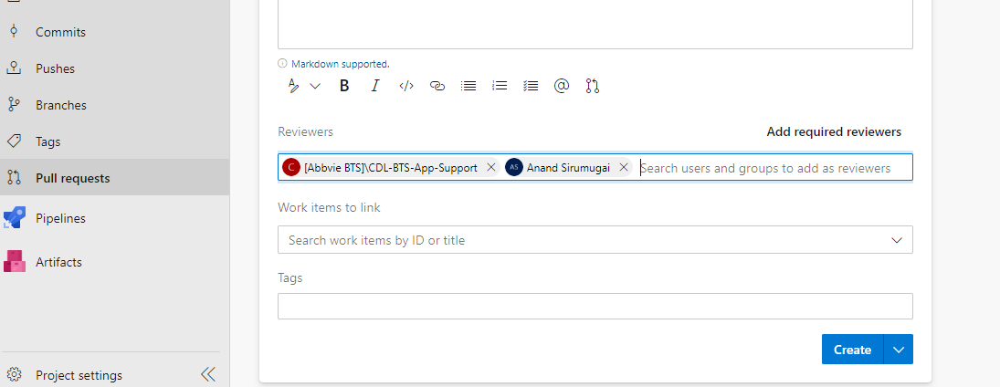 Commits
Pushes
Branches
Tags
Pull requests
Pipelines
Artifacts
Project settings
Markdown supported.
B I </> @
Reviewers
Add required reviewers
C [Abbvie BTS]\CDL-BTS-App-Support AS Anand Sirumugai Search users and groups to add as reviewers
Work items to link
Search work items by ID or title
Tags
Create